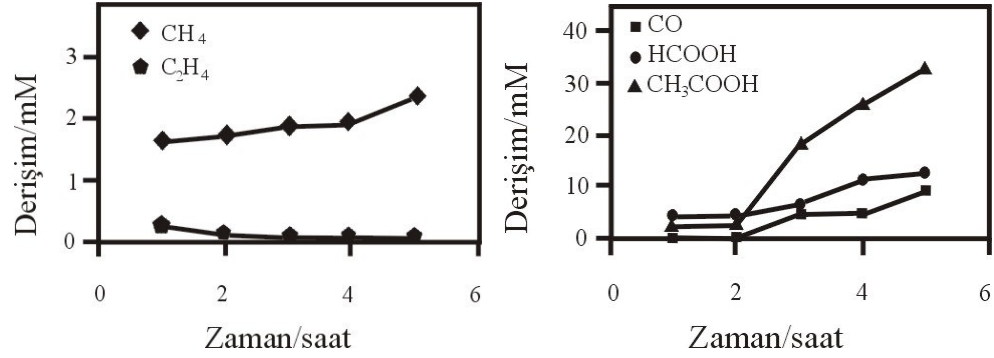 CH4
C2H4
3
2
1
0
0 2 4 6
Derişim/mM
Zaman/saat
CO
HCOOH
CH3COOH
40
30
20
10
0
0 2 4 6
Derişim/mM
Zaman/saat